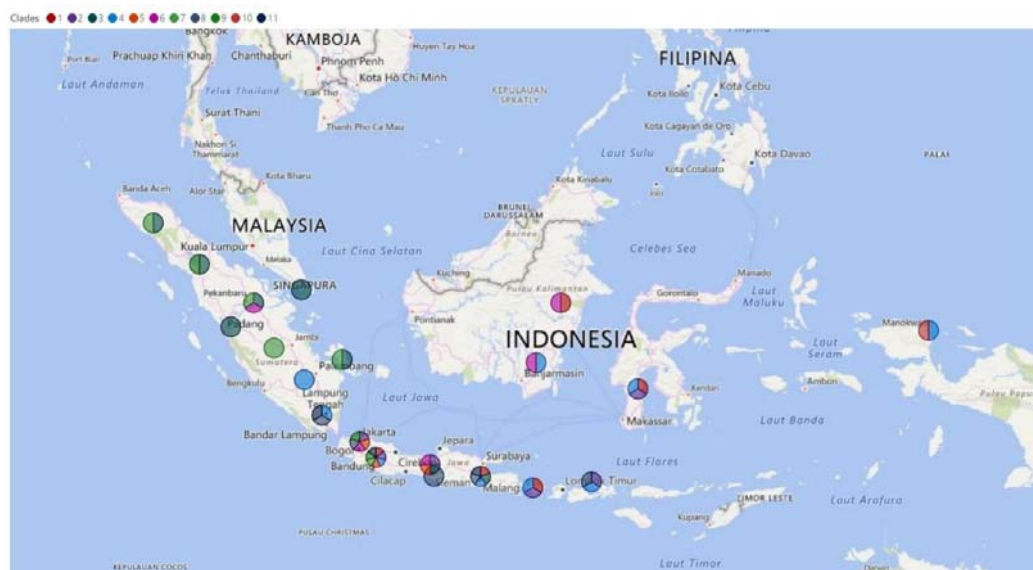 Clades 1 2 3 4 5 6 7 8 9 10 11
Bangkok
KAMBOJA
Huyen Tay Hoa
FILIPINA
Port Blair
Prachuap Khiri Khan
Chanthaburi
Phnom Penh
Kota Hò Chí Minh
Kota Iloilo
Kota Cebu
Laut Andaman
Teluk Thailand
Can Tho
KEPULAUAN
SPRATLY
Surat Thani
Thanh Pho Ca Mau
Kota Cagayan de Oro
Nakhon Si
Thammarat
Laut Sulu
Kota Davao
PALAU
Kota Bharu
Kota Cotabato
Banda Aceh
Alor Star
Kota Kinabalu
Jolo
MALAYSIA
BRUNEI
DARUSSALAM
Borneo
Kuala Lumpur
Laut Cina Selatan
Celebes Sea
Melaka
Kuching
Manado
Pekanbaru
SINGAPURA
Pulau Kalimantan
Gorontalo
Laut
Maluku
Padang
Pontianak
INDONESIA
Manokwari
Jambi
Laut
Seram
Sumatera
Palembang
Bengkulu
Banjarmasin
Ambon
Kendari
Pulau Papua
Lampung
Tengah
Laut Jawa
Makassar
Laut Banda
Bandar Lampung
Jakarta
Jepara
Bogor
Laut Flores
Bandung
Cirebon
Jawa
Surabaya
Cilacap
Sleman
Malang
Lombok Timur
TIMOR LESTE
Laut Arafura
Kupang
PULAU CHRISTMAS
KEPULAUAN COCOS
Laut Timor
Darwin